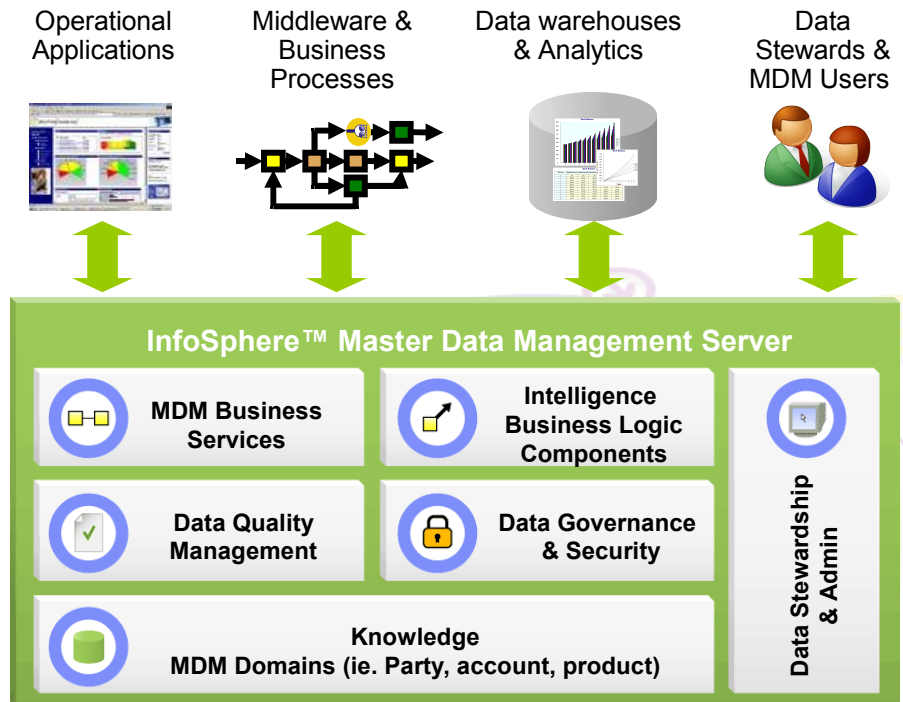 Operational
Applications
Middleware &
Business
Processes
Data warehouses
& Analytics
Data
Stewards &
MDM Users
InfoSphere™ Master Data Management Server
MDM Business
Services
Intelligence
Business Logic
Components
Data Quality
Management
Data Governance
& Security
Knowledge
MDM Domains (ie. Party, account, product)
Data Stewardship
& Admin